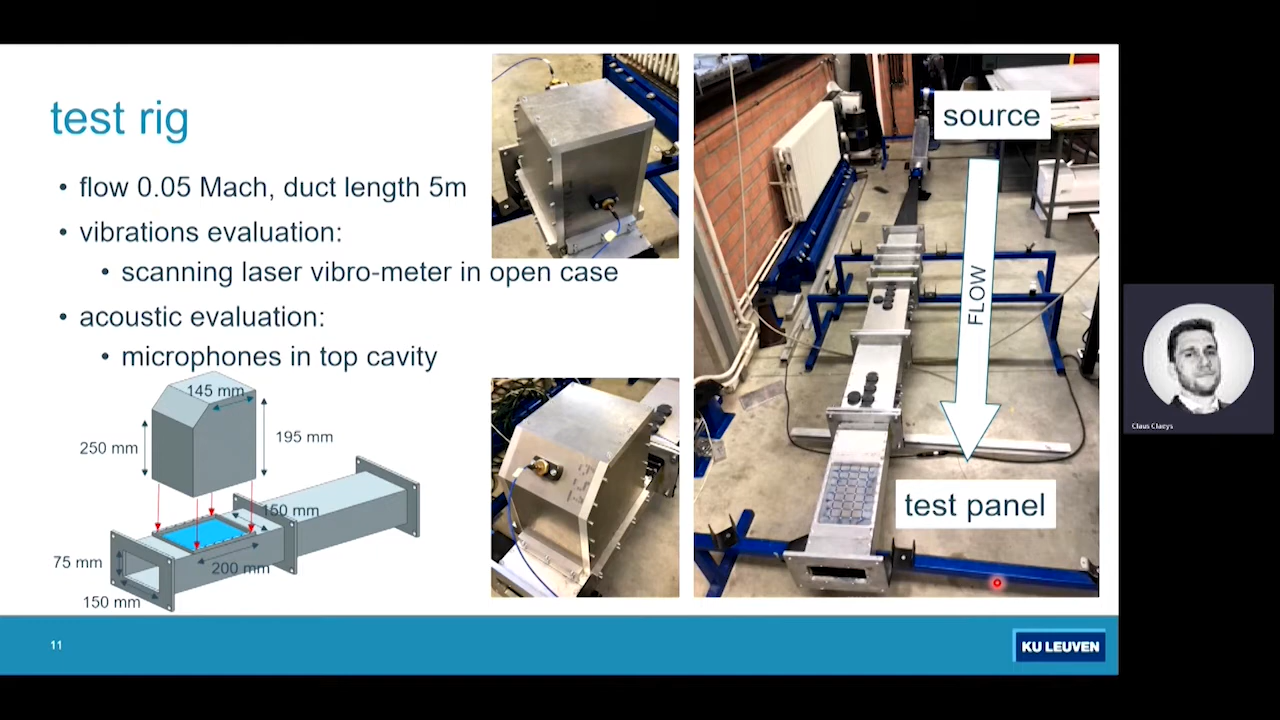 test rig
• flow 0.05 Mach, duct length 5m
• vibrations evaluation:
• scanning laser vibro-meter in open case
• acoustic evaluation:
• microphones in top cavity
145 mm
250 mm
195 mm
150 mm
75 mm
200 mm
150 mm
source
FLOW
test panel
Claus Claeys
11
KU LEUVEN